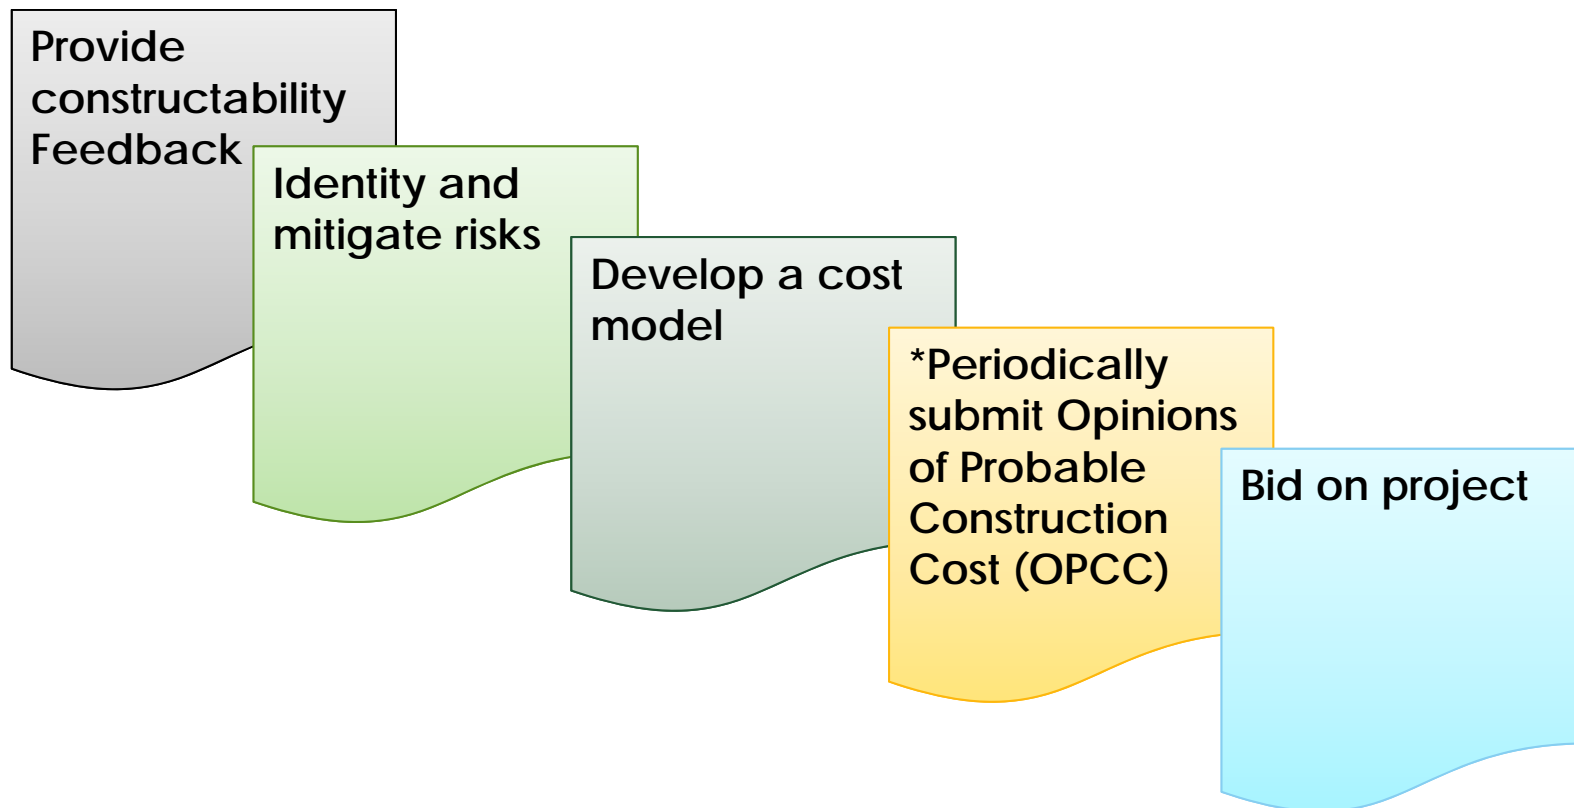 Provide
constructability
Feedback
Identity and
mitigate risks
Develop a cost
model
*Periodically
submit Opinions
of Probable
Construction
Cost (OPCC)
Bid on project